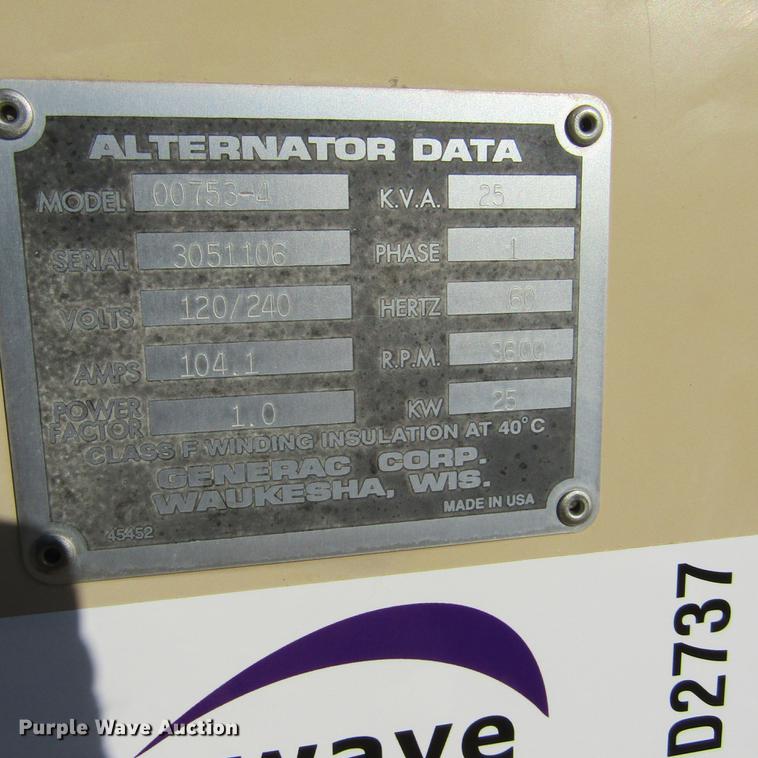 ALTERNATOR DATA
MODEL 00753-4 K.V.A. 25
SERIAL 3051106 PHASE 1
VOLTS 120/240 HERTZ 60
AMPS 104.1 R.P.M. 3600
POWER FACTOR 1.0 KW 25
CLASS F WINDING INSULATION AT 40°C
GENERAC CORP.
WAUKESHA, WIS.
45452 MADE IN USA
D2737
wave
Purple Wave Auction